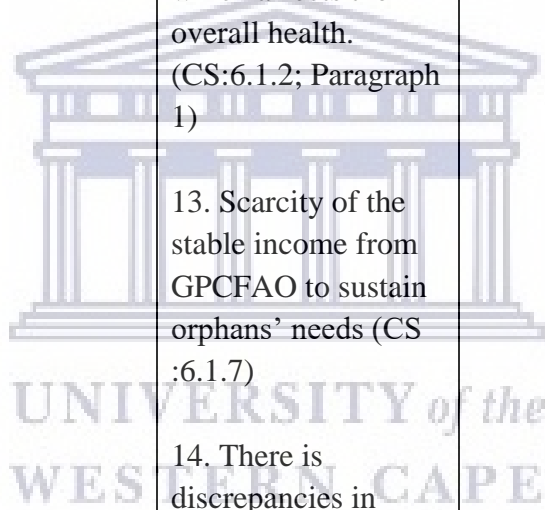 overall health.
(CS:6.1.2; Paragraph
1)
13. Scarcity of the
stable income from
GPCFAO to sustain
orphans' needs (CS
:6.1.7)
14. There is
discrepancies in
UNIVERSITY of the
WESTERN CAPE